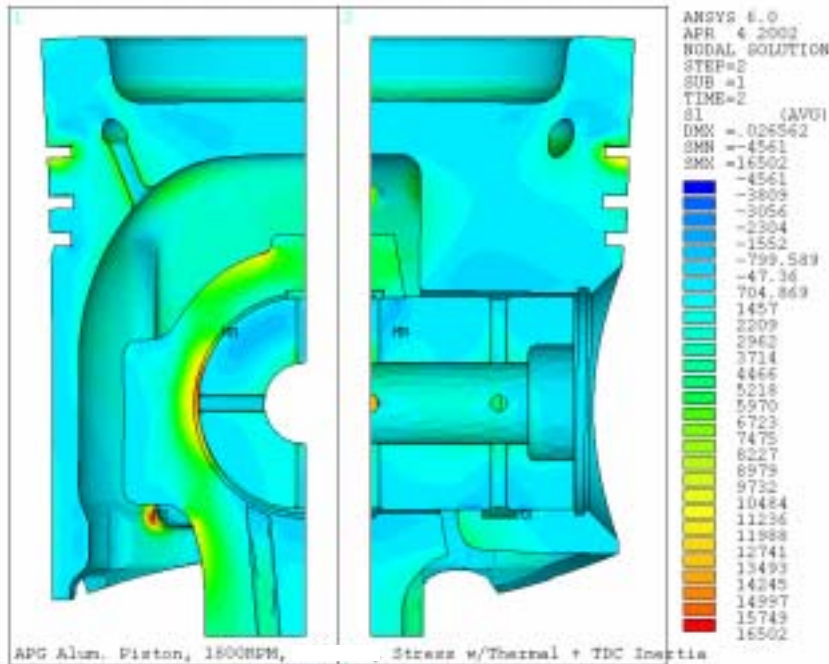 1
2
ANSYS 6.0
APR 4 2002
NODAL SOLUTION
STEP=2
SUB =1
TIME=2
S1 (AVG)
DMX =.026562
SMN =-4561
SMX =16502
-4561
-3809
-3056
-2304
-1552
-799.589
-47.36
704.869
1457
2209
2962
3714
4466
5218
5970
6723
7475
8227
8979
9732
10484
11236
11988
12741
13493
14245
14997
15749
16502
MN
MN
APG Alum. Piston, 1800RPM, Stress w/Thermal + TDC Inertia